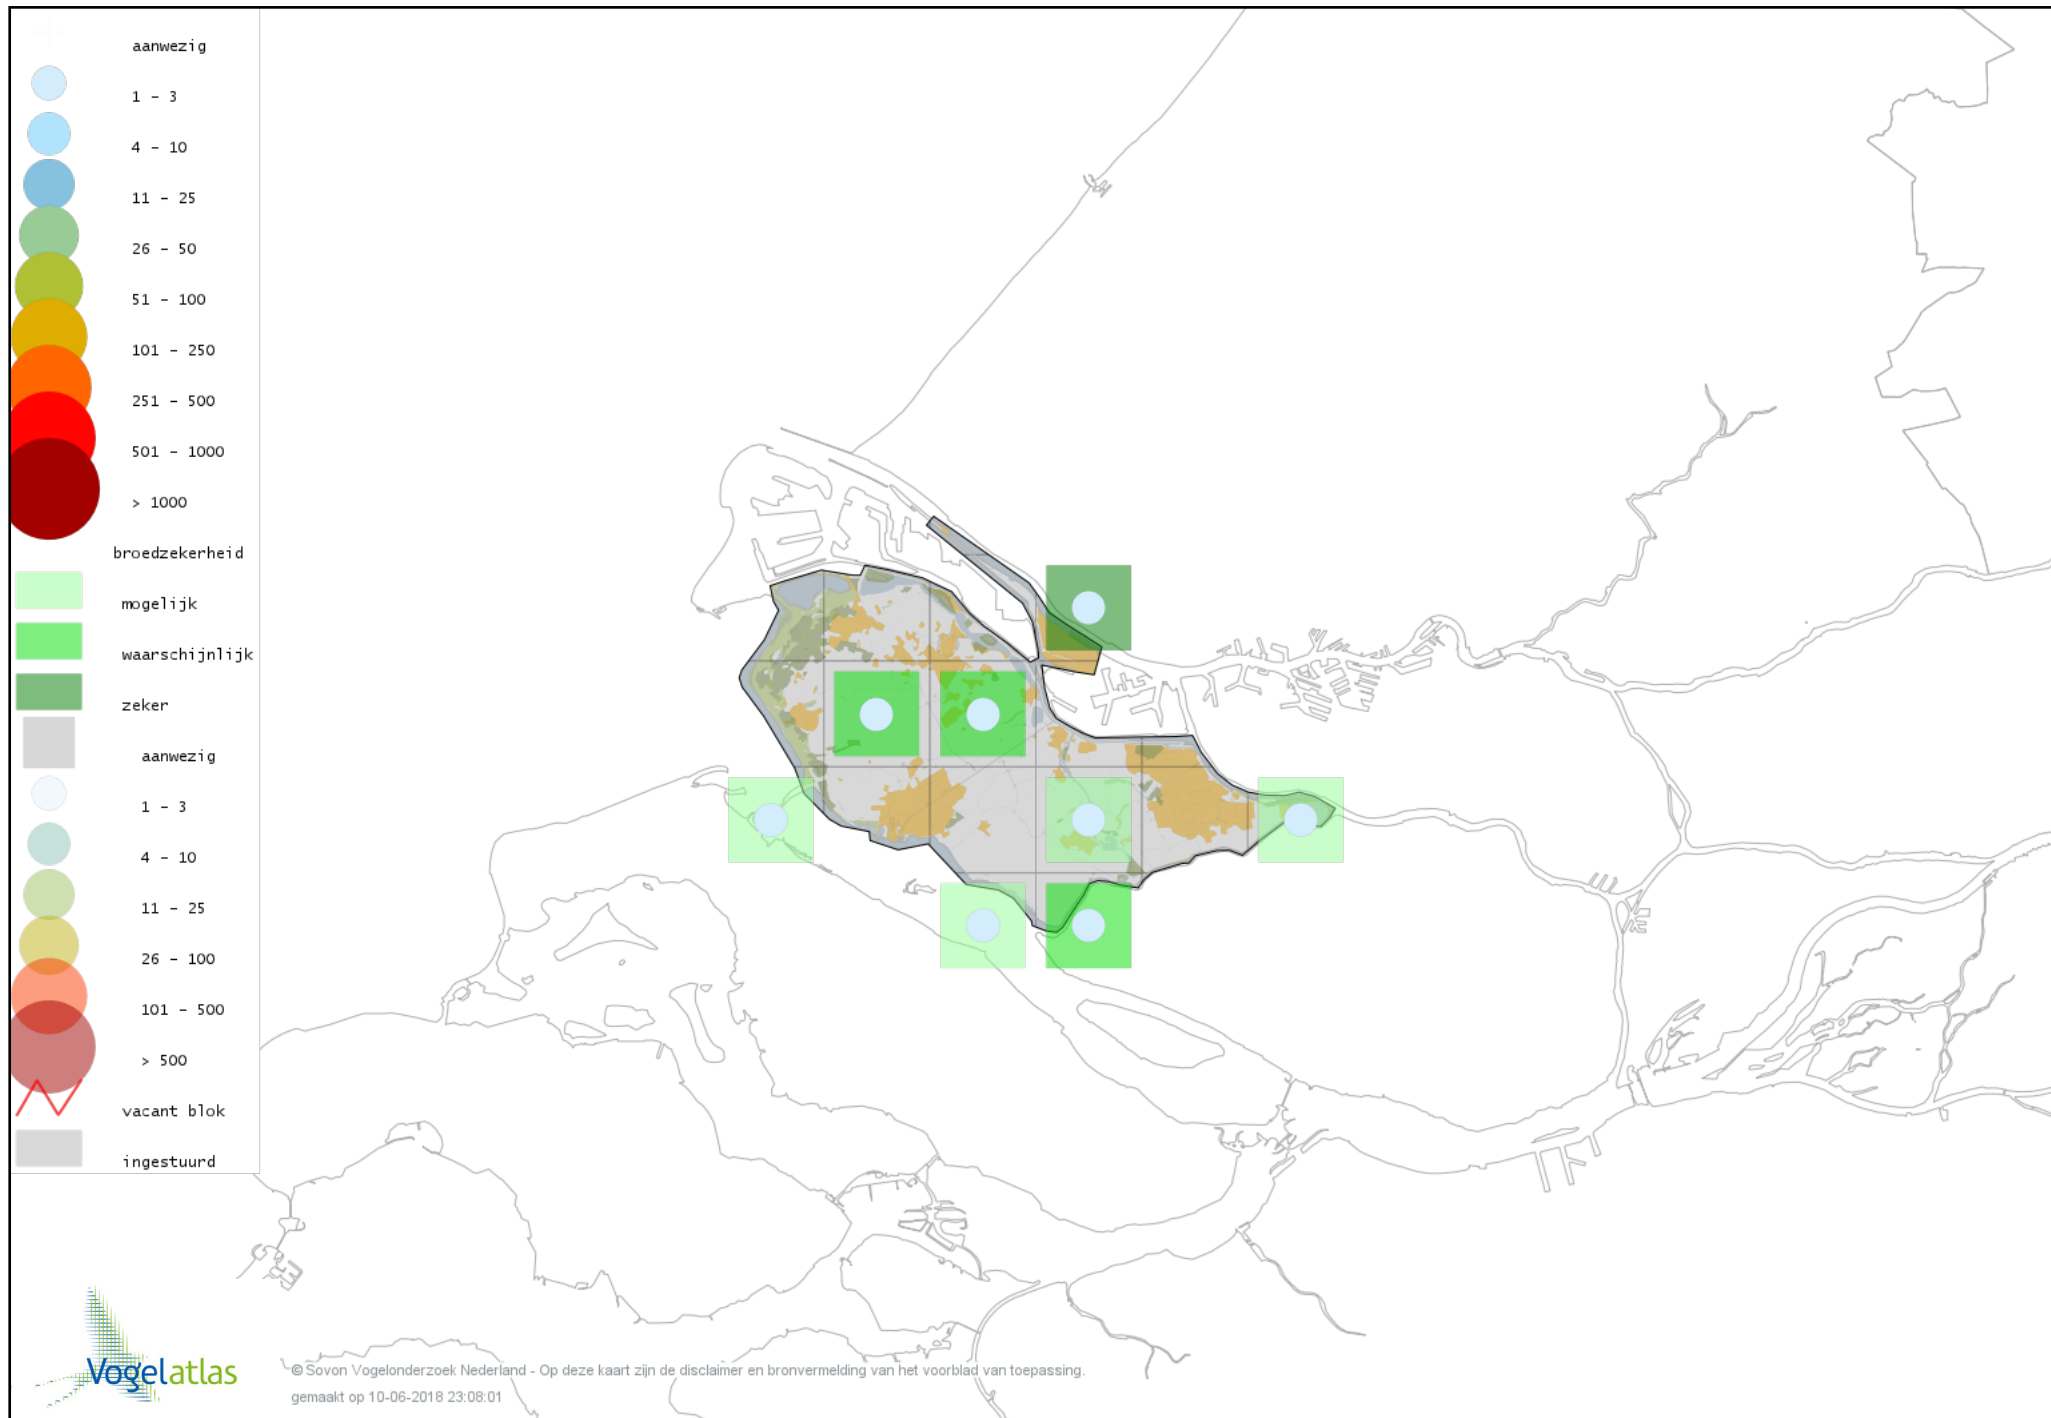 aanwezig
1 - 3
4 - 10
11 - 25
26 - 50
51 - 100
101 - 250
251 - 500
501 - 1000
> 1000
broedzekerheid
mogelijk
waarschijnlijk
zeker
aanwezig
1 - 3
4 - 10
11 - 25
26 - 100
101 - 500
> 500
vacant blok
ingestuurd
Vogelatlas
© Sovon Vogelonderzoek Nederland - Op deze kaart zijn de disclaimer en bronvermelding van het voorblad van toepassing.
gemaakt op 10-06-2018 23:08:01